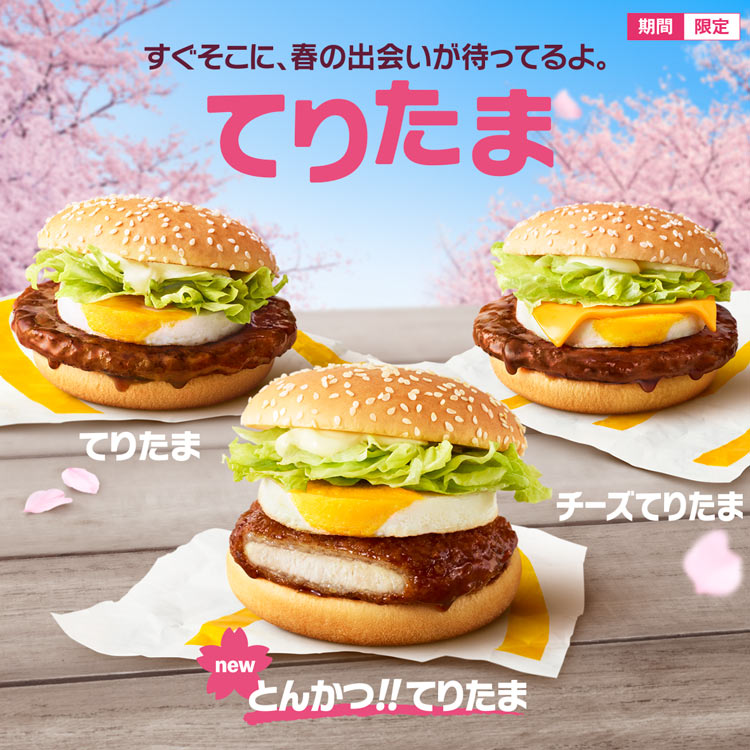 期間 限定
すぐそこに、春の出会いが待ってるよ。
てりたま
てりたま
チーズてりたま
new
とんかつ!!てりたま